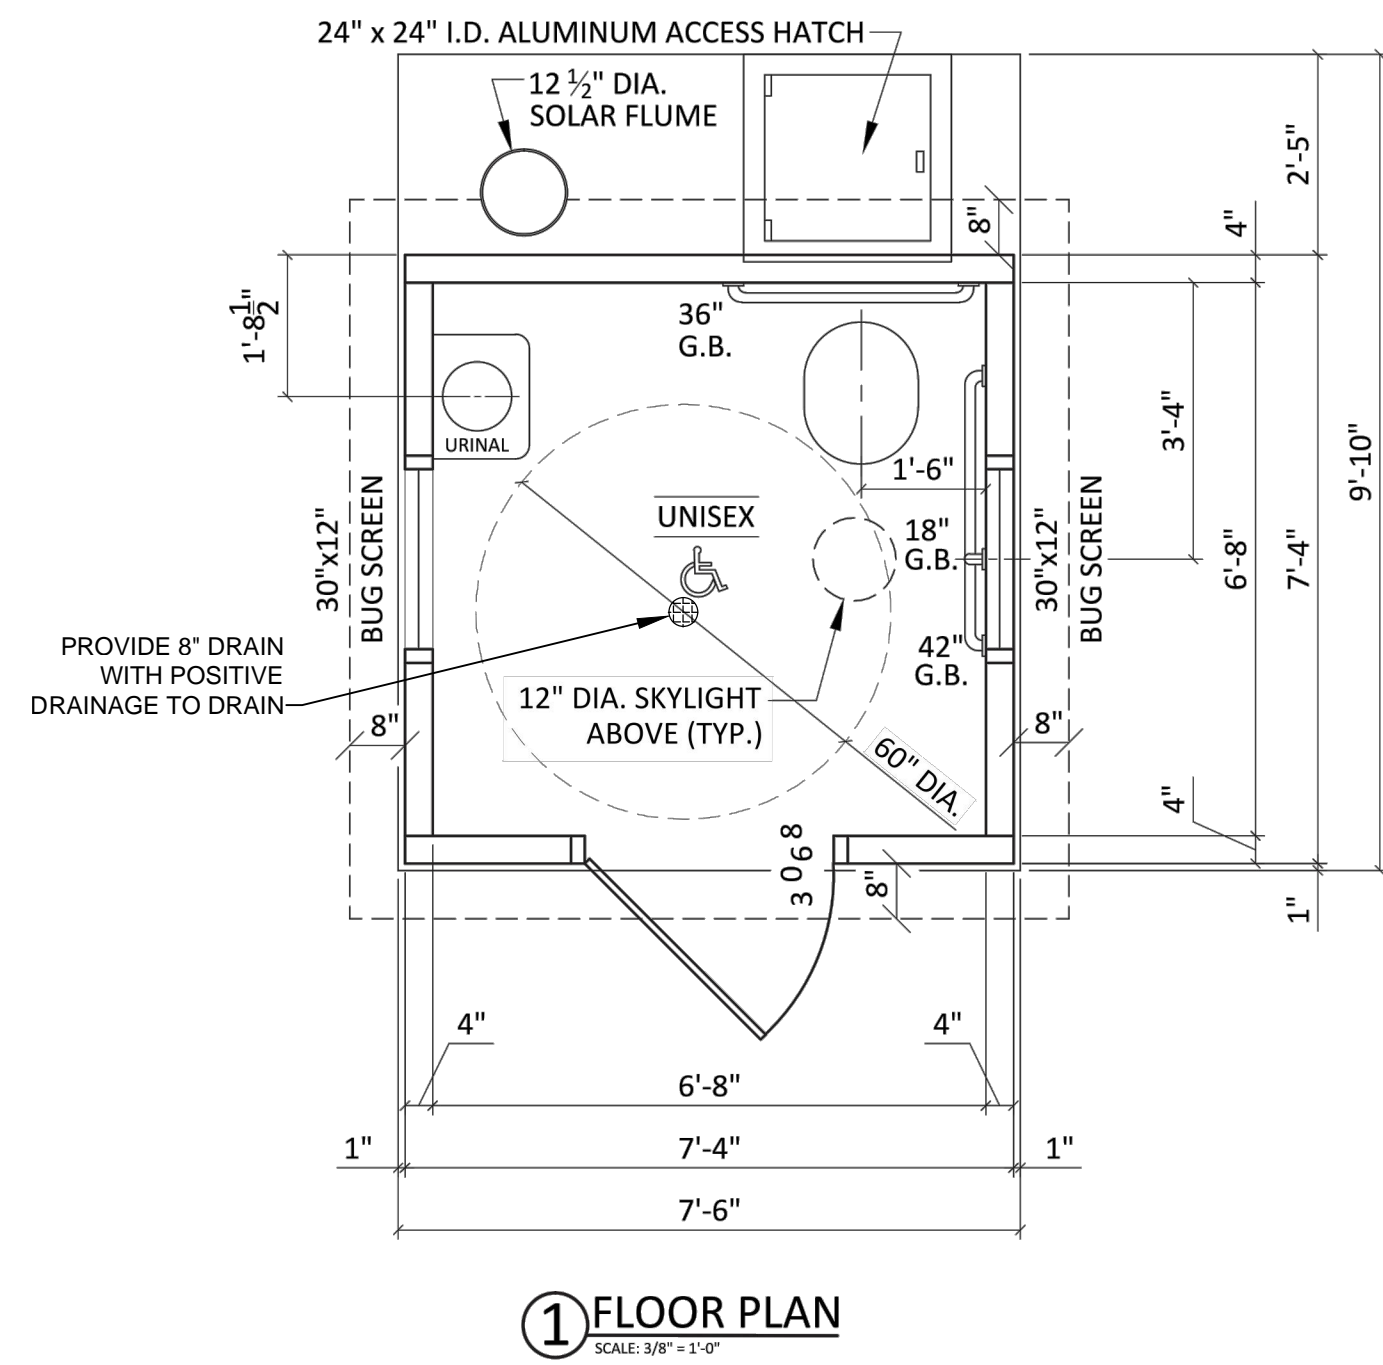 24" x 24" I.D. ALUMINUM ACCESS HATCH
12 ½" DIA.
SOLAR FLUME
2'-5"
8"
4"
1'-8½"
36"
G.B.
URINAL
3'-4"
9'-10"
1'-6"
30"x12"
BUG SCREEN
UNISEX
18"
G.B.
30"x12"
BUG SCREEN
6'-8"
7'-4"
PROVIDE 8" DRAIN
WITH POSITIVE
DRAINAGE TO DRAIN
42"
G.B.
12" DIA. SKYLIGHT
ABOVE (TYP.)
8"
8"
60" DIA.
4"
3068
8"
1"
4"
4"
6'-8"
1"
7'-4"
1"
7'-6"
1
FLOOR PLAN
SCALE: 3/8" = 1'-0"